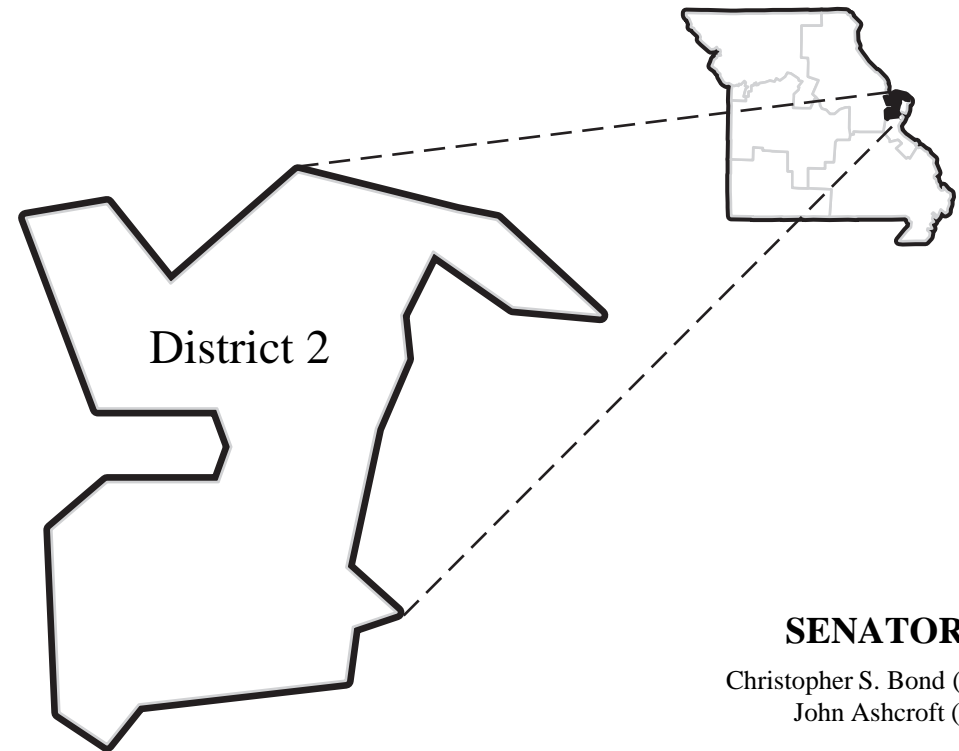 District 2
SENATOR
Christopher S. Bond (
John Ashcroft (